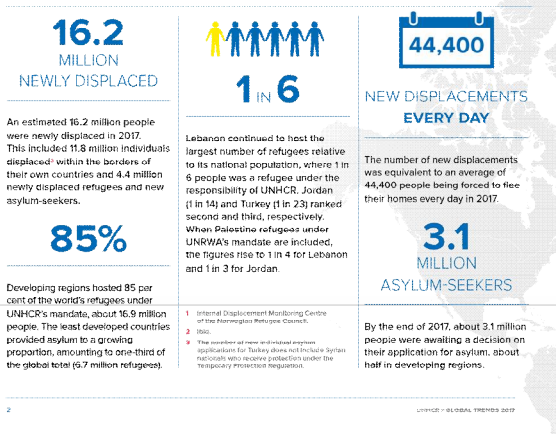 16.2
MILLION
NEWLY DISPLACED
An estimated 16.2 million people
were newly displaced in 2017.
This included 11.8 million individuals
displaced³ within the borders of
their own countries and 4.4 million
newly displaced refugees and new
asylum-seekers.
85%
Developing regions hosted 85 per
cent of the world's refugees under
UNHCR's mandate, about 16.9 million
people. The least developed countries
provided asylum to a growing
proportion, amounting to one-third of
the global total (6.7 million refugees).
1 IN 6
Lebanon continued to host the
largest number of refugees relative
to its national population, where 1 in
6 people was a refugee under the
responsibility of UNHCR. Jordan
(1 in 14) and Turkey (1 in 23) ranked
second and third, respectively.
When Palestine refugees under
UNRWA's mandate are included,
the figures rise to 1 in 4 for Lebanon
and 1 in 3 for Jordan.
1 Internal Displacement Monitoring Centre
of the Norwegian Refugee Council.
2 Ibid.
3 The number of new individual asylum
applications for Turkey does not include Syrian
nationals who receive protection under the
Temporary Protection Regulation.
44,400
NEW DISPLACEMENTS
EVERY DAY
The number of new displacements
was equivalent to an average of
44,400 people being forced to flee
their homes every day in 2017.
3.1
MILLION
ASYLUM-SEEKERS
By the end of 2017, about 3.1 million
people were awaiting a decision on
their application for asylum, about
half in developing regions.
2
UNHCR > GLOBAL TRENDS 2017